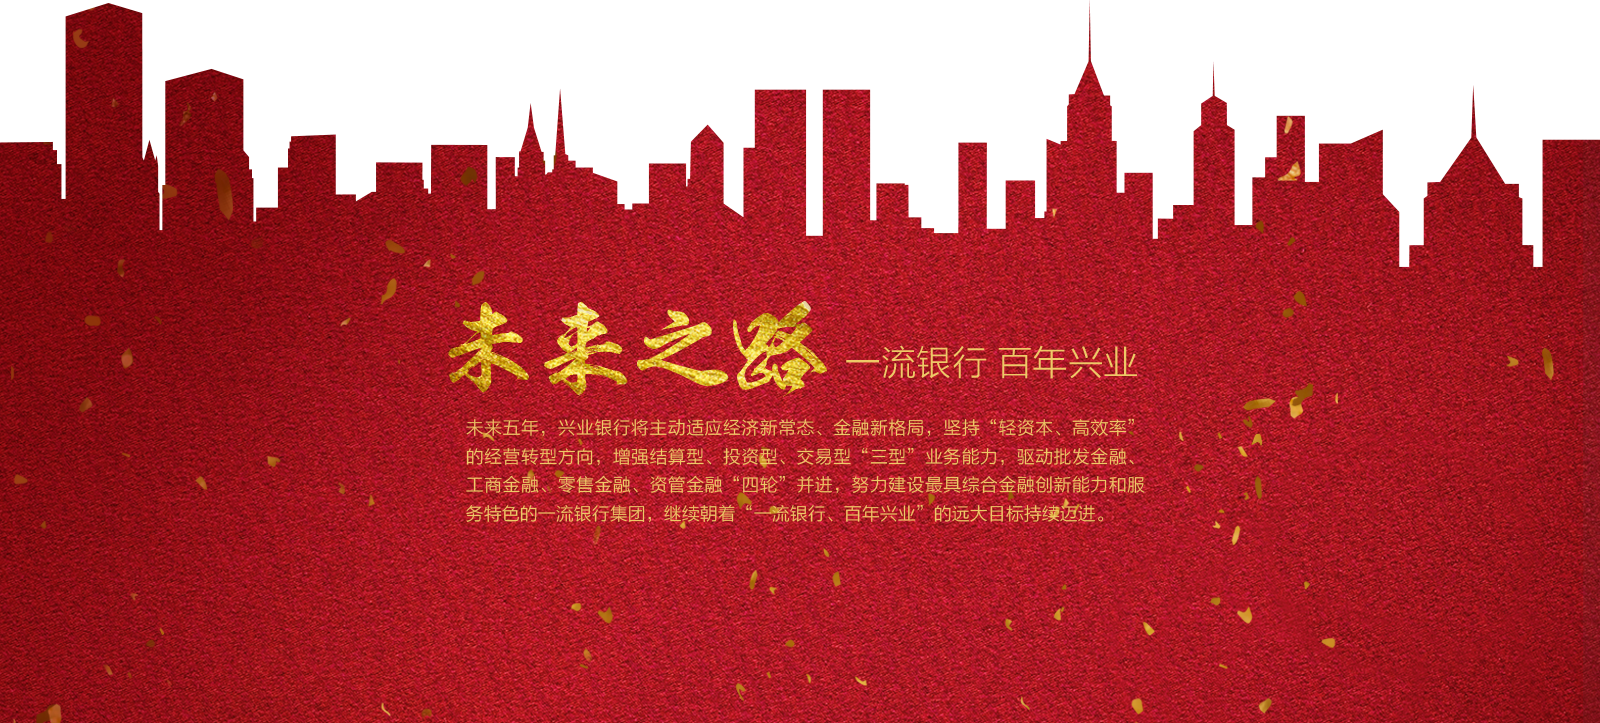 未来之路 一流银行 百年兴业
未来五年，兴业银行将主动适应经济新常态、金融新格局，坚持“轻资本、高效率”
的经营转型方向，增强结算型、投资型、交易型“三型”业务能力，驱动批发金融、
工商金融、零售金融、资管金融“四轮”并进，努力建设最具综合金融创新能力和服
务特色的一流银行集团，继续朝着“一流银行、百年兴业”的远大目标持续迈进。